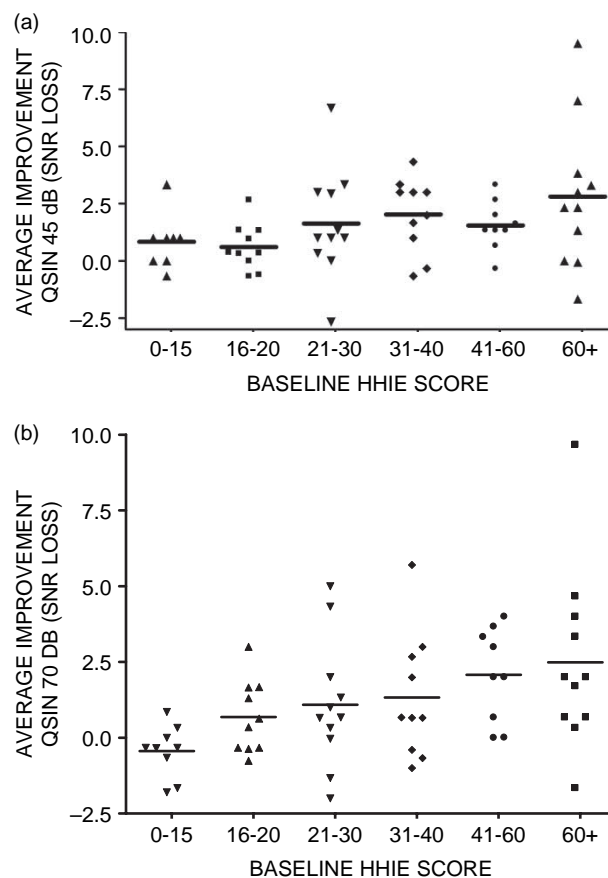 (a)
AVERAGE IMPROVEMENT
QSIN 45 dB (SNR LOSS)
10.0
7.5
5.0
2.5
0.0
–2.5
0-15 16-20 21-30 31-40 41-60 60+
BASELINE HHIE SCORE
(b)
AVERAGE IMPROVEMENT
QSIN 70 DB (SNR LOSS)
10.0
7.5
5.0
2.5
0.0
–2.5
0-15 16-20 21-30 31-40 41-60 60+
BASELINE HHIE SCORE